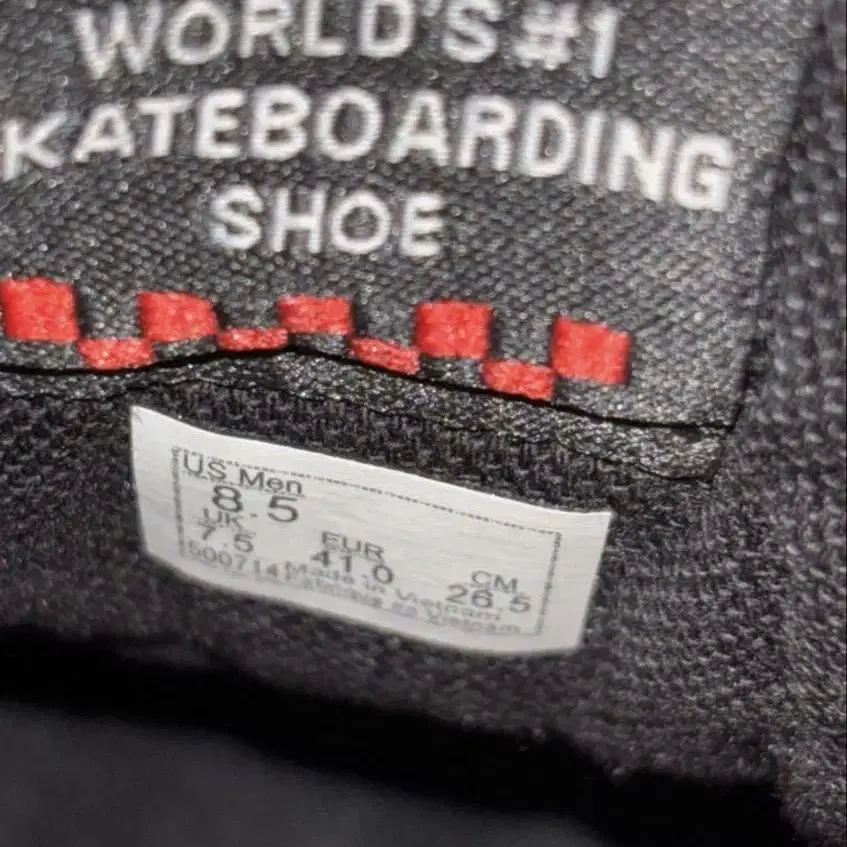 WORLD'S #1
KATEBOARDING
SHOE
US Men
8.5
UK
7.5
EUR
41.0
CM
26.5
500714
Made in Vietnam